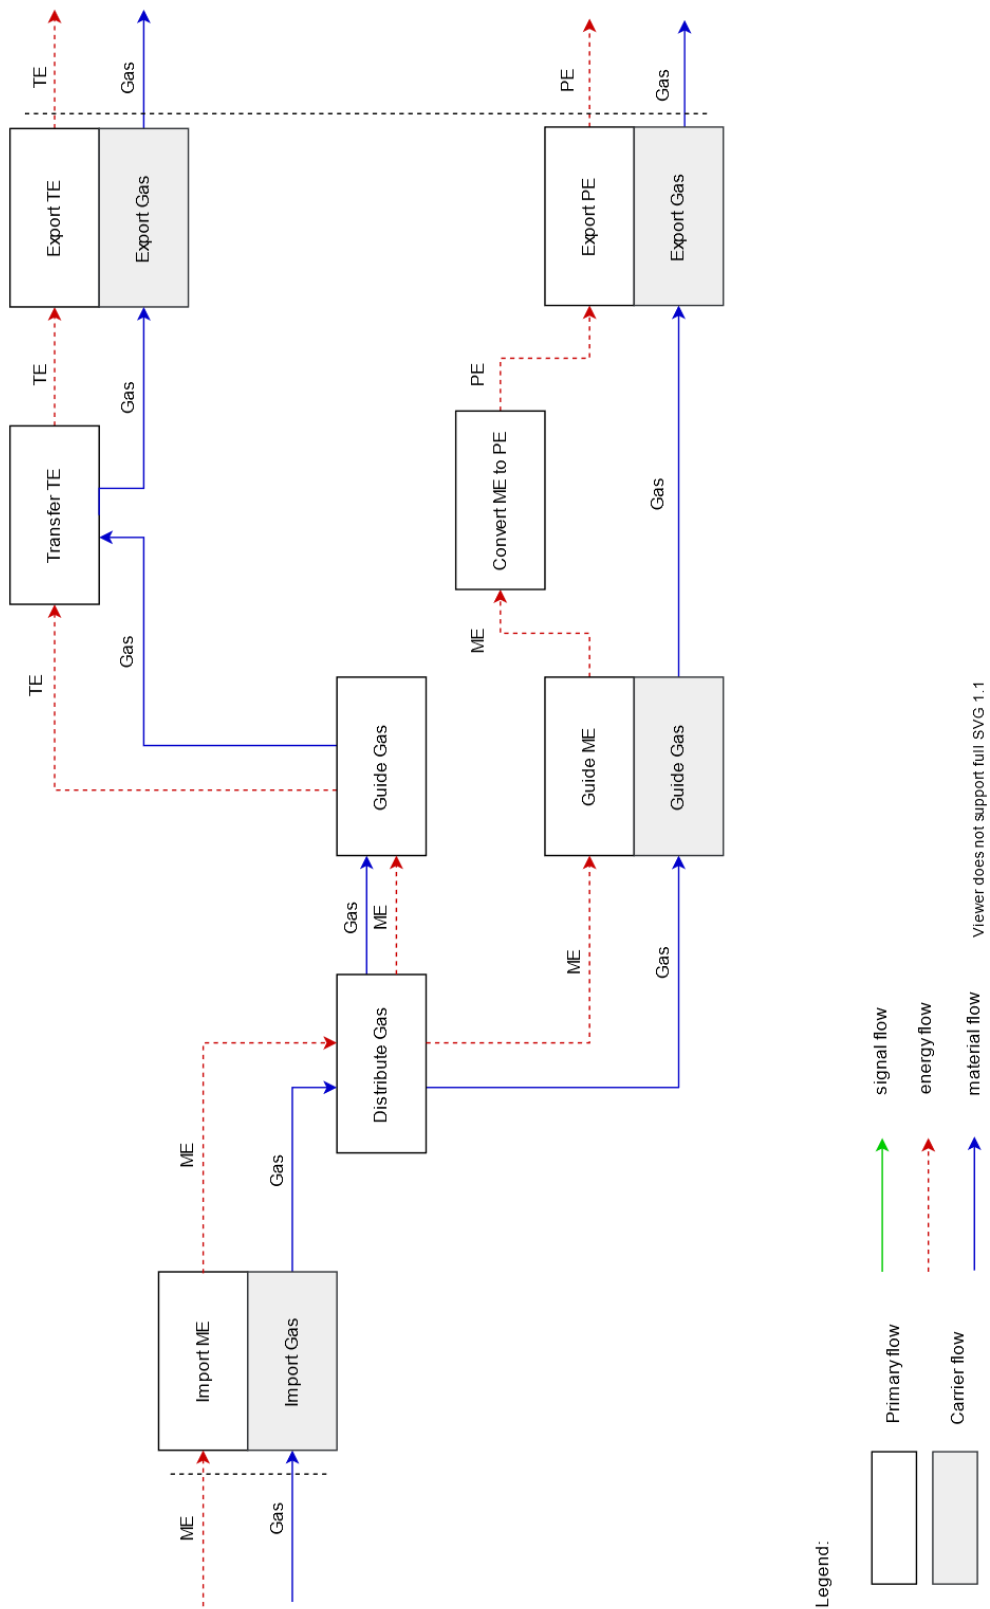 ME
Gas
Import ME
Import Gas
ME
Gas
Distribute Gas
Gas
ME
ME
Gas
Guide Gas
Guide ME
Guide Gas
TE
Gas
ME
Gas
Transfer TE
Convert ME to PE
TE
Gas
PE
Export TE
Export Gas
Export PE
Export Gas
TE
Gas
PE
Gas
Legend:
Primary flow
Carrier flow
signal flow
energy flow
material flow
Viewer does not support full SVG 1.1